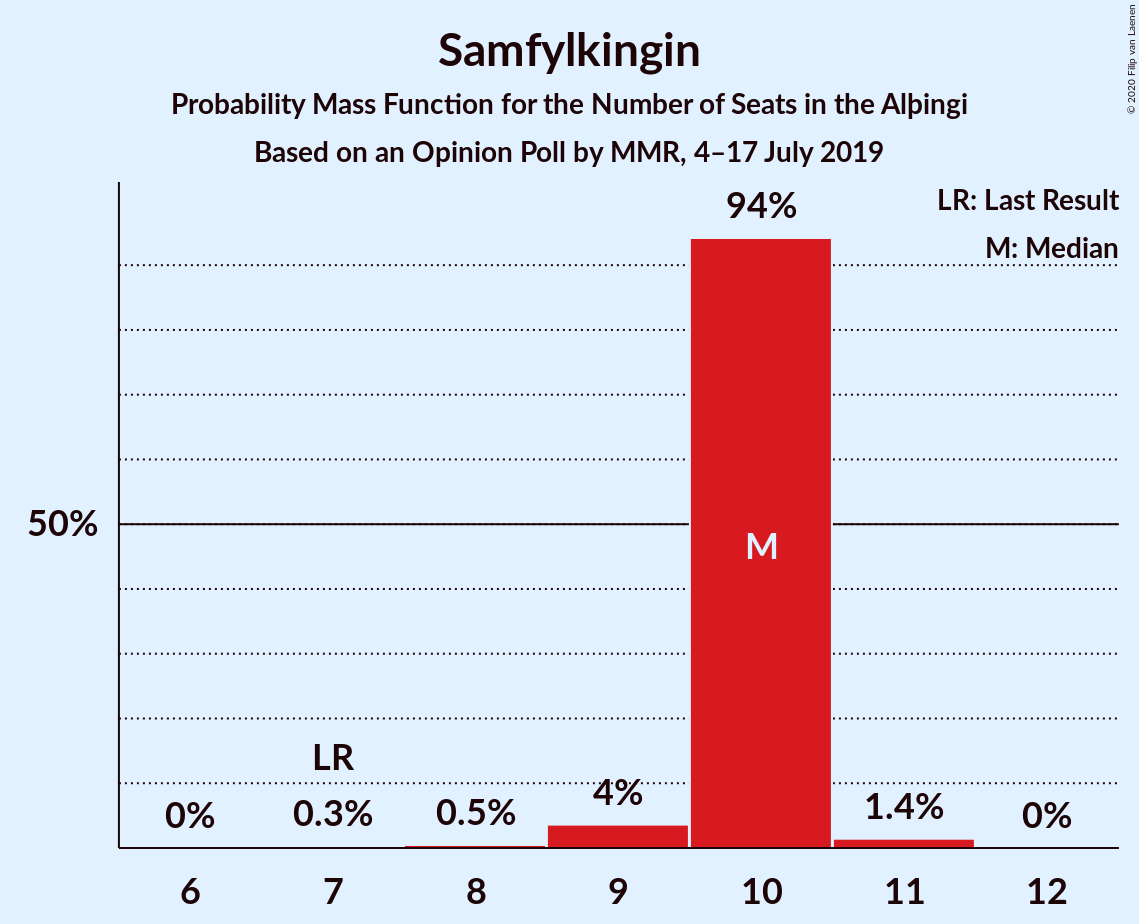 Samfylkingin
Probability Mass Function for the Number of Seats in the Alþingi
Based on an Opinion Poll by MMR, 4–17 July 2019
© 2020 Filip van Laenen
LR: Last Result
M: Median
94%
50%
M
LR
0%
0.3%
0.5%
4%
1.4%
0%
6
7
8
9
10
11
12